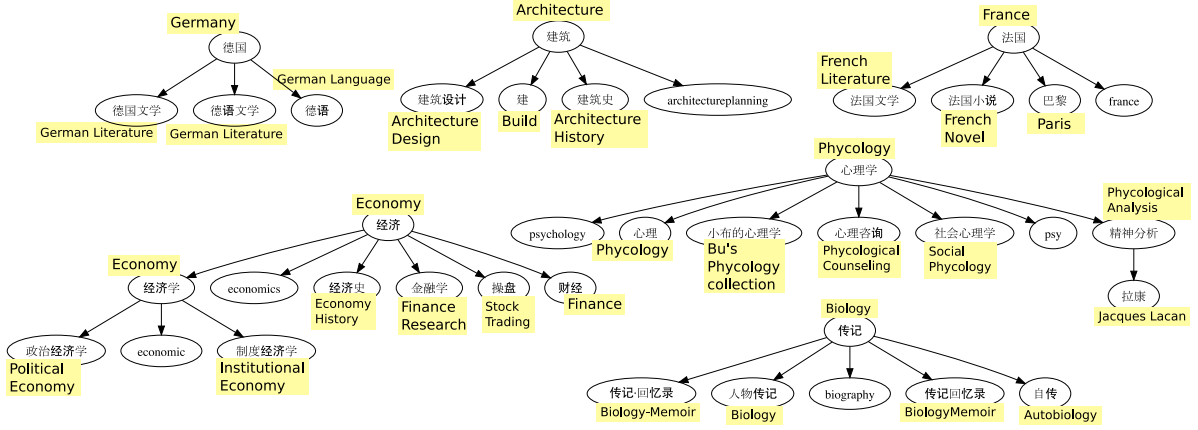 Germany
德国
German Language
德国文学
德语文学
德语
German Literature
German Literature
Architecture
建筑
建筑设计
建
建筑史
architectureplanning
Architecture
Design
Build
Architecture
History
France
法国
French
Literature
法国文学
法国小说
巴黎
france
French
Novel
Paris
Phycology
心理学
Phycological
Analysis
psychology
心理
小布的心理学
心理咨询
社会心理学
psy
精神分析
Phycology
Bu's
Phycology
collection
Phycological
Counseling
Social
Phycology
拉康
Jacques Lacan
Economy
经济
Economy
经济学
economics
经济史
金融学
操盘
财经
Economy
History
Finance
Research
Stock
Trading
Finance
政治经济学
economic
制度经济学
Political
Economy
Institutional
Economy
Biology
传记
传记·回忆录
人物传记
biography
传记回忆录
自传
Biology-Memoir
Biology
BiologyMemoir
Autobiology